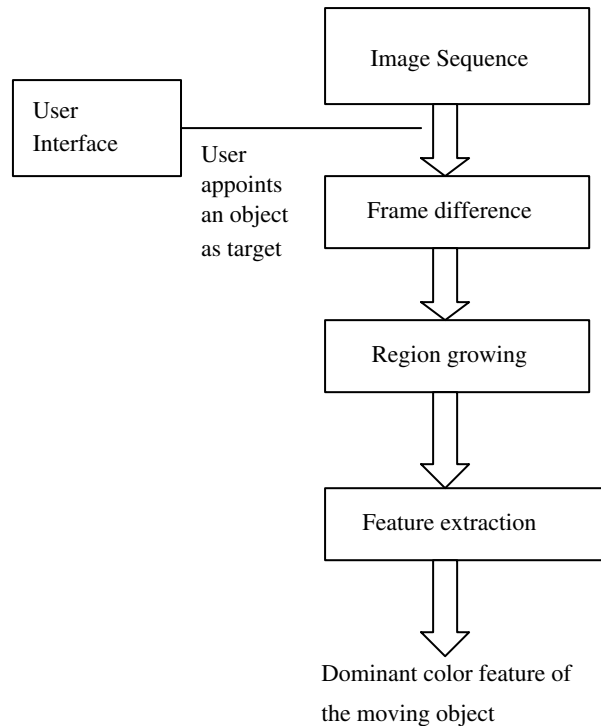 Image Sequence
User
Interface
User
appoints
an object
as target
Frame difference
Region growing
Feature extraction
Dominant color feature of
the moving object